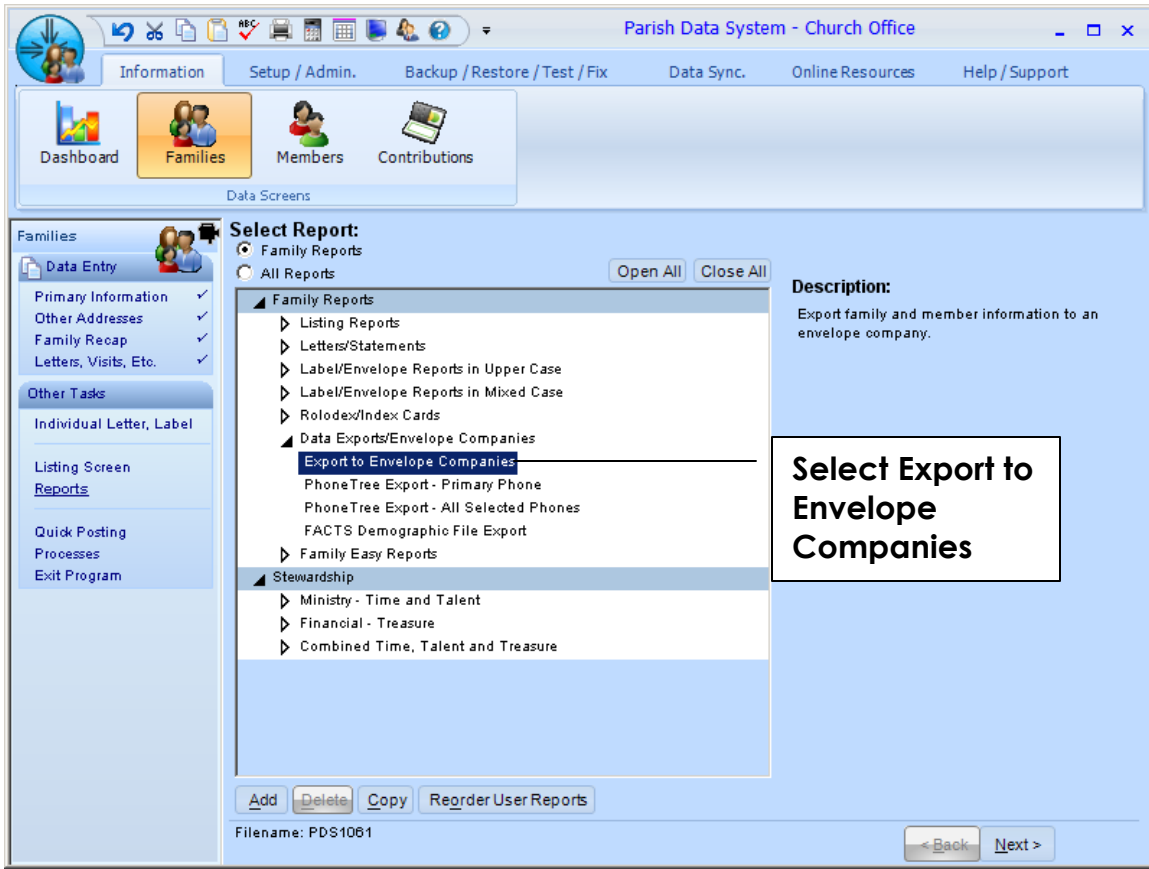 ABC
Parish Data System - Church Office
Information
Setup / Admin.
Backup / Restore / Test / Fix
Data Sync.
Online Resources
Help / Support
Dashboard
Families
Members
Contributions
Data Screens
Families
Data Entry
Primary Information
Other Addresses
Family Recap
Letters, Visits, Etc.
Other Tasks
Individual Letter, Label
Listing Screen
Reports
Quick Posting
Processes
Exit Program
Select Report:
Family Reports
All Reports
Open All
Close All
Family Reports
Listing Reports
Letters/Statements
Label/Envelope Reports in Upper Case
Label/Envelope Reports in Mixed Case
Rolodex/Index Cards
Data Exports/Envelope Companies
Export to Envelope Companies
PhoneTree Export - Primary Phone
PhoneTree Export - All Selected Phones
FACTS Demographic File Export
Family Easy Reports
Stewardship
Ministry - Time and Talent
Financial - Treasure
Combined Time, Talent and Treasure
Description:
Export family and member information to an
envelope company.
Select Export to
Envelope
Companies
Add
Delete
Copy
Reorder User Reports
Filename: PDS1061
< Back
Next >